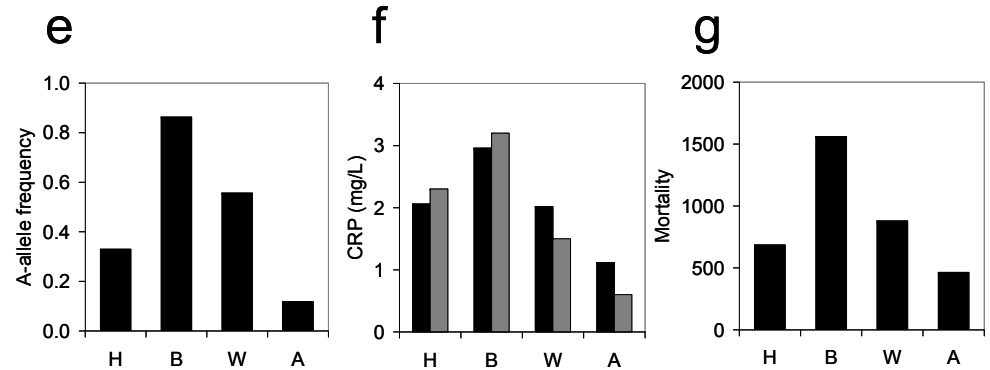 e
A-allele frequency
1.0
0.8
0.6
0.4
0.2
0.0
H B W A
f
CRP (mg/L)
4
3
2
1
0
H B W A
g
Mortality
2000
1500
1000
500
0
H B W A